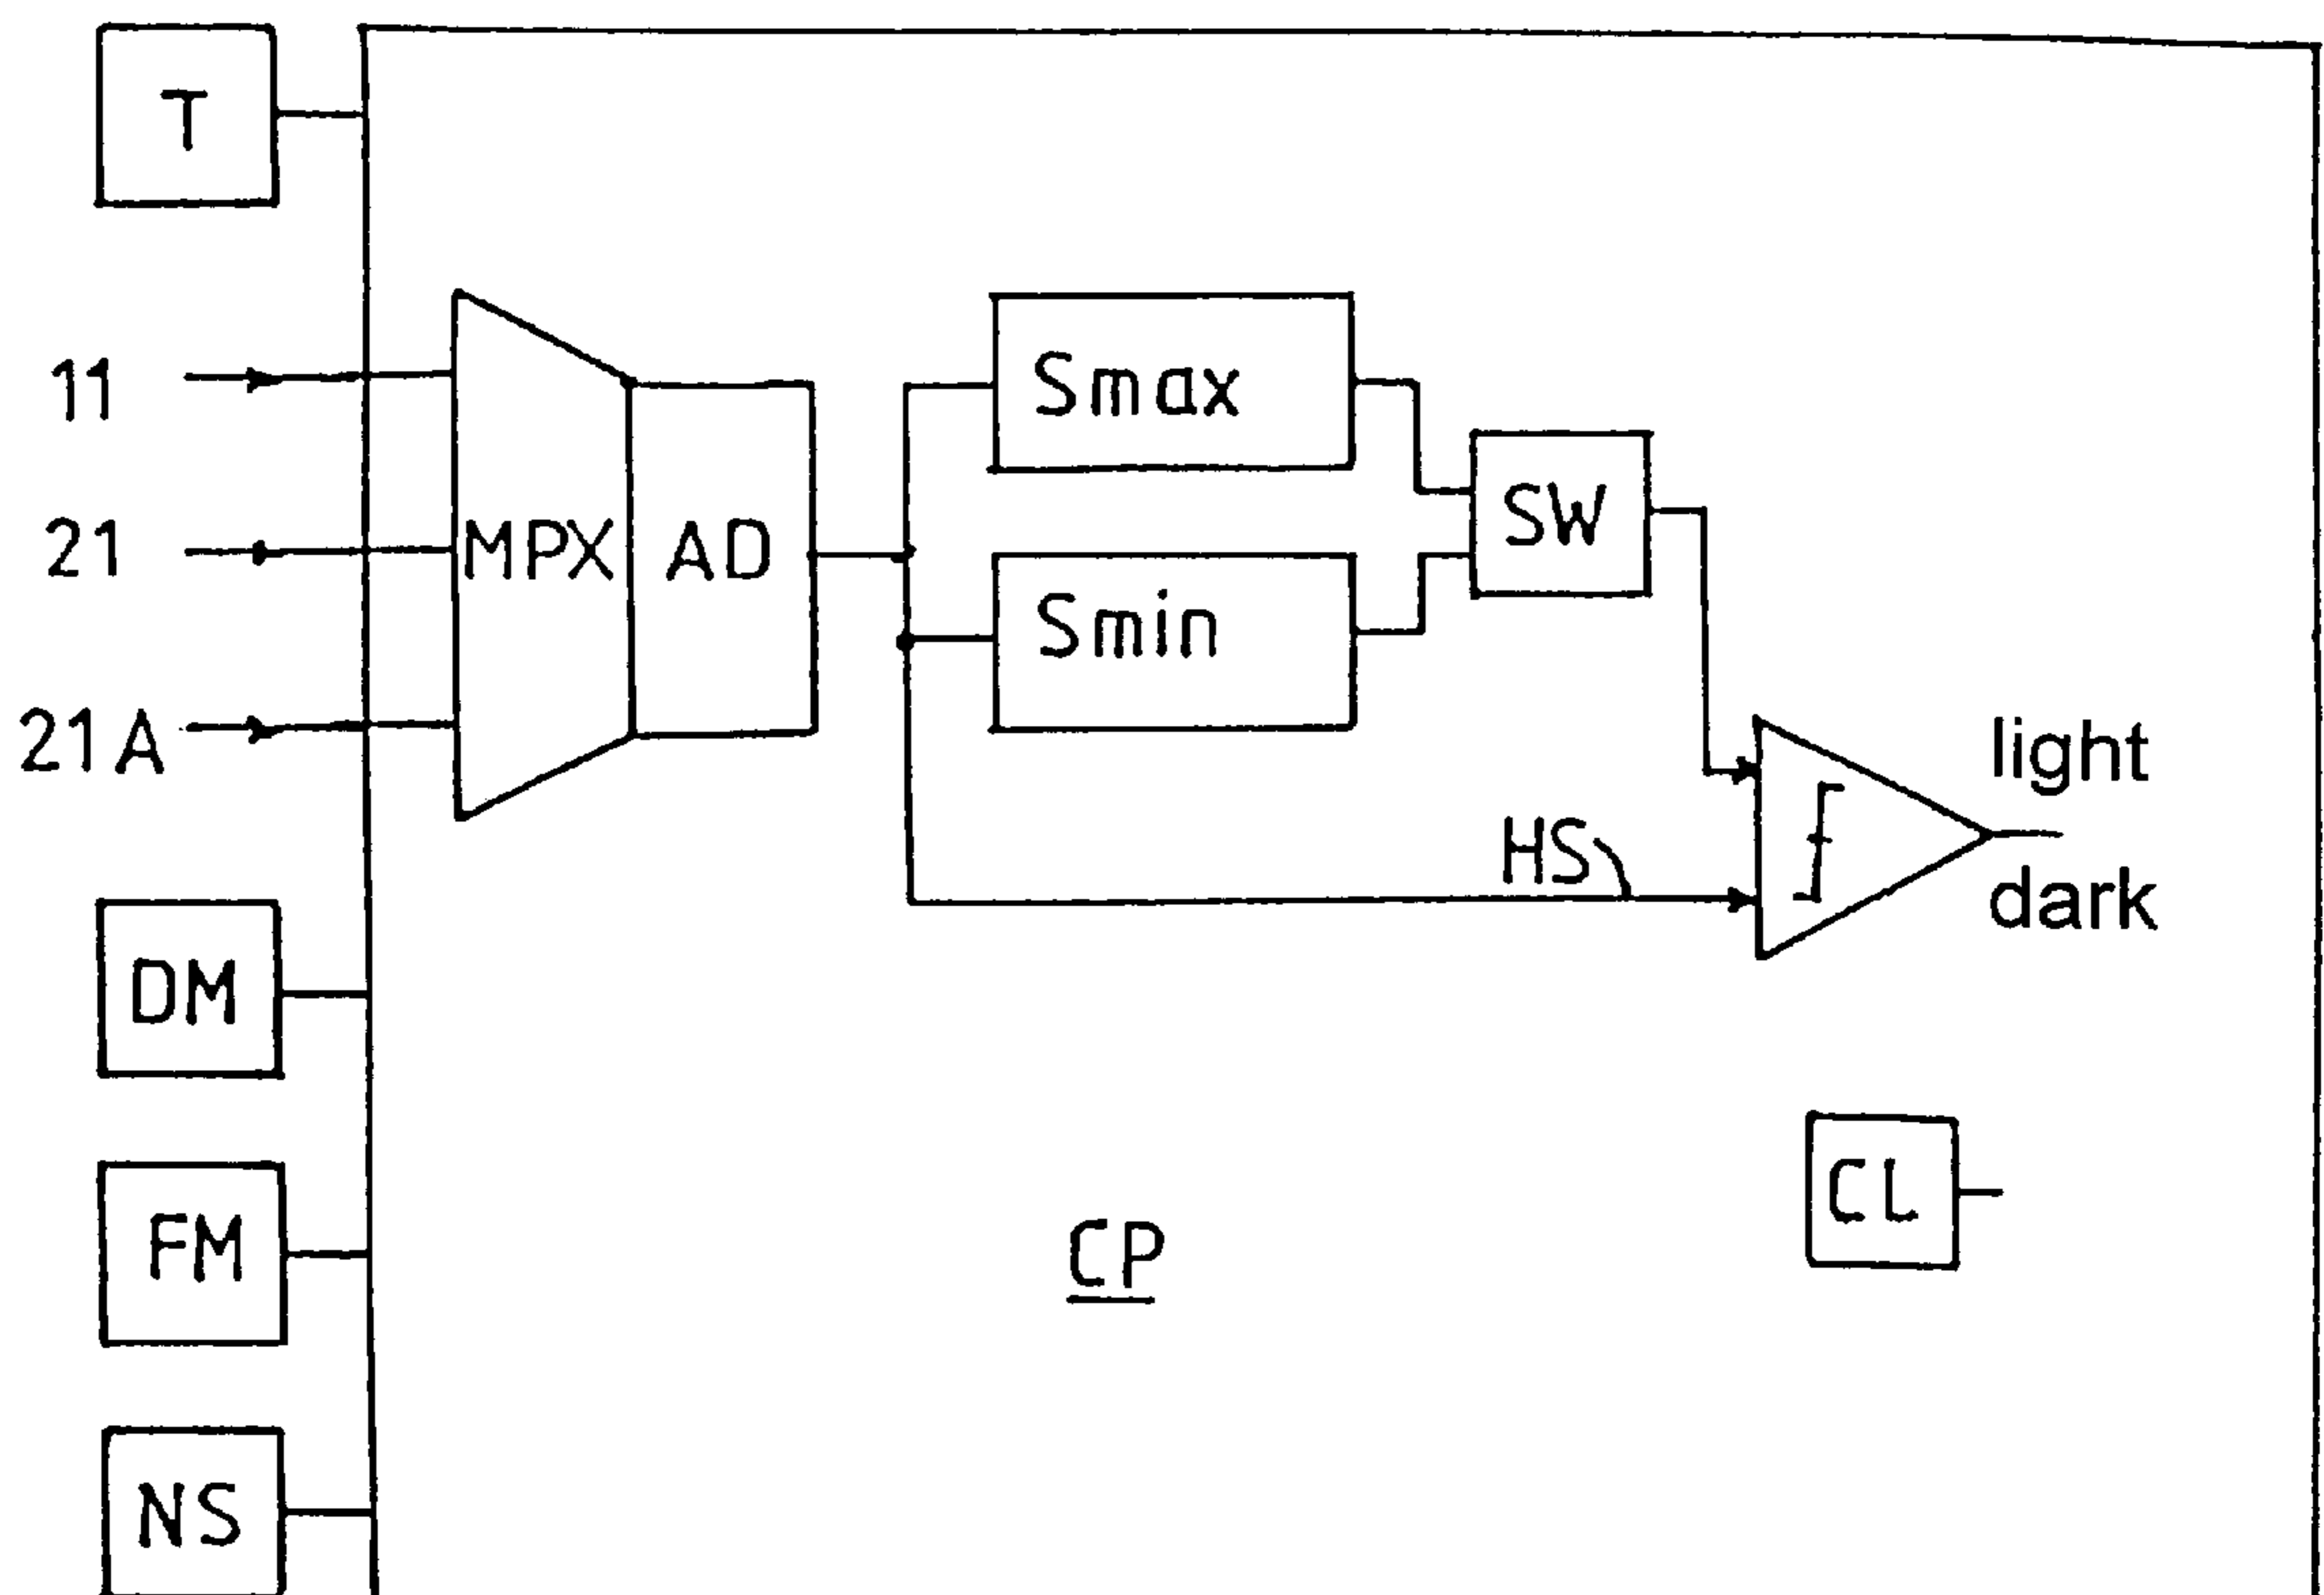 T
11
21
21A
MPX
AD
Smax
Smin
SW
HS
light
dark
DM
FM
NS
CP
CL